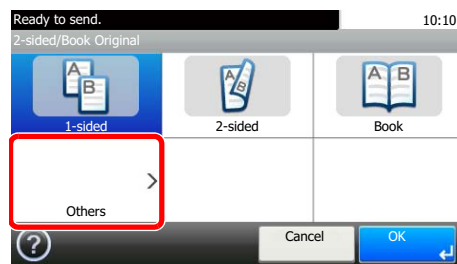 Ready to send. 10:10
2-sided/Book Original
A B A B A B
1-sided 2-sided Book
Others
? Cancel OK